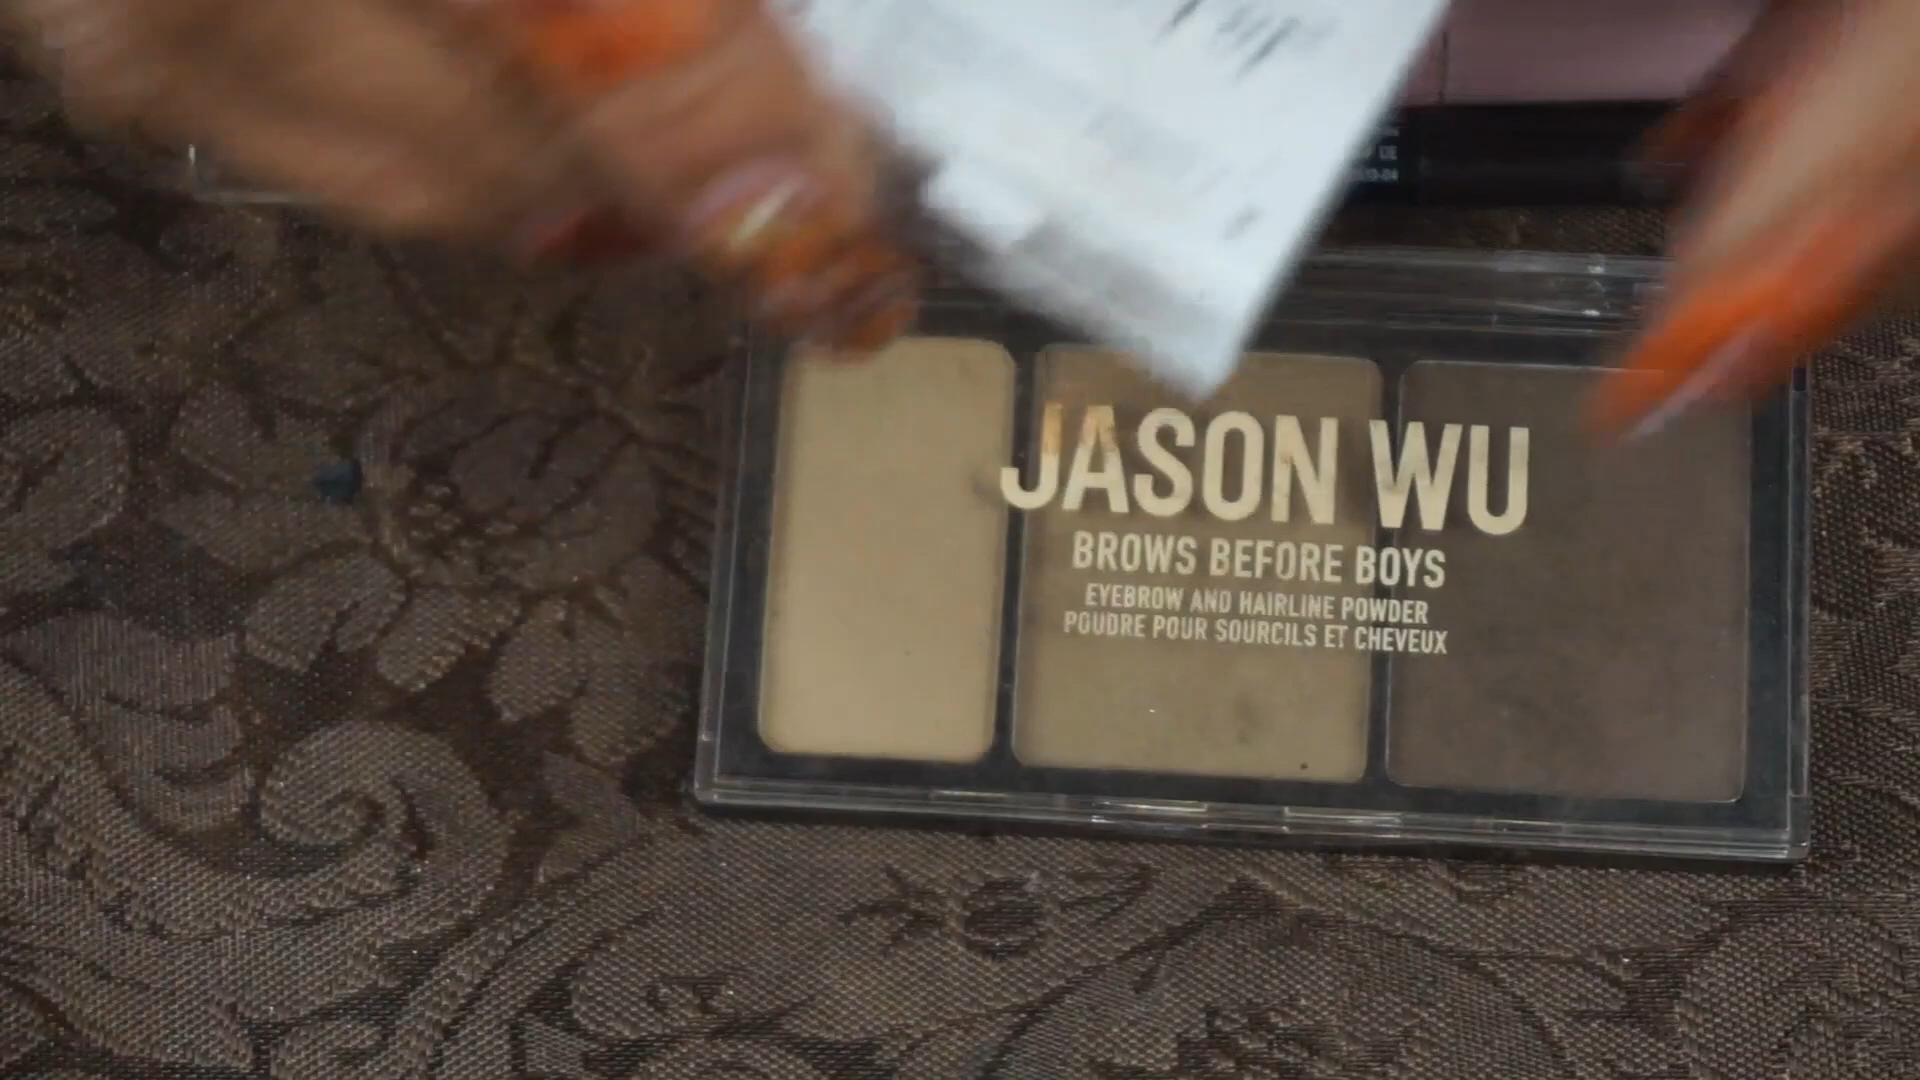 JASON WU
BROWS BEFORE BOYS
EYEBROW AND HAIRLINE POWDER
POUDRE POUR SOURCILS ET CHEVEUX